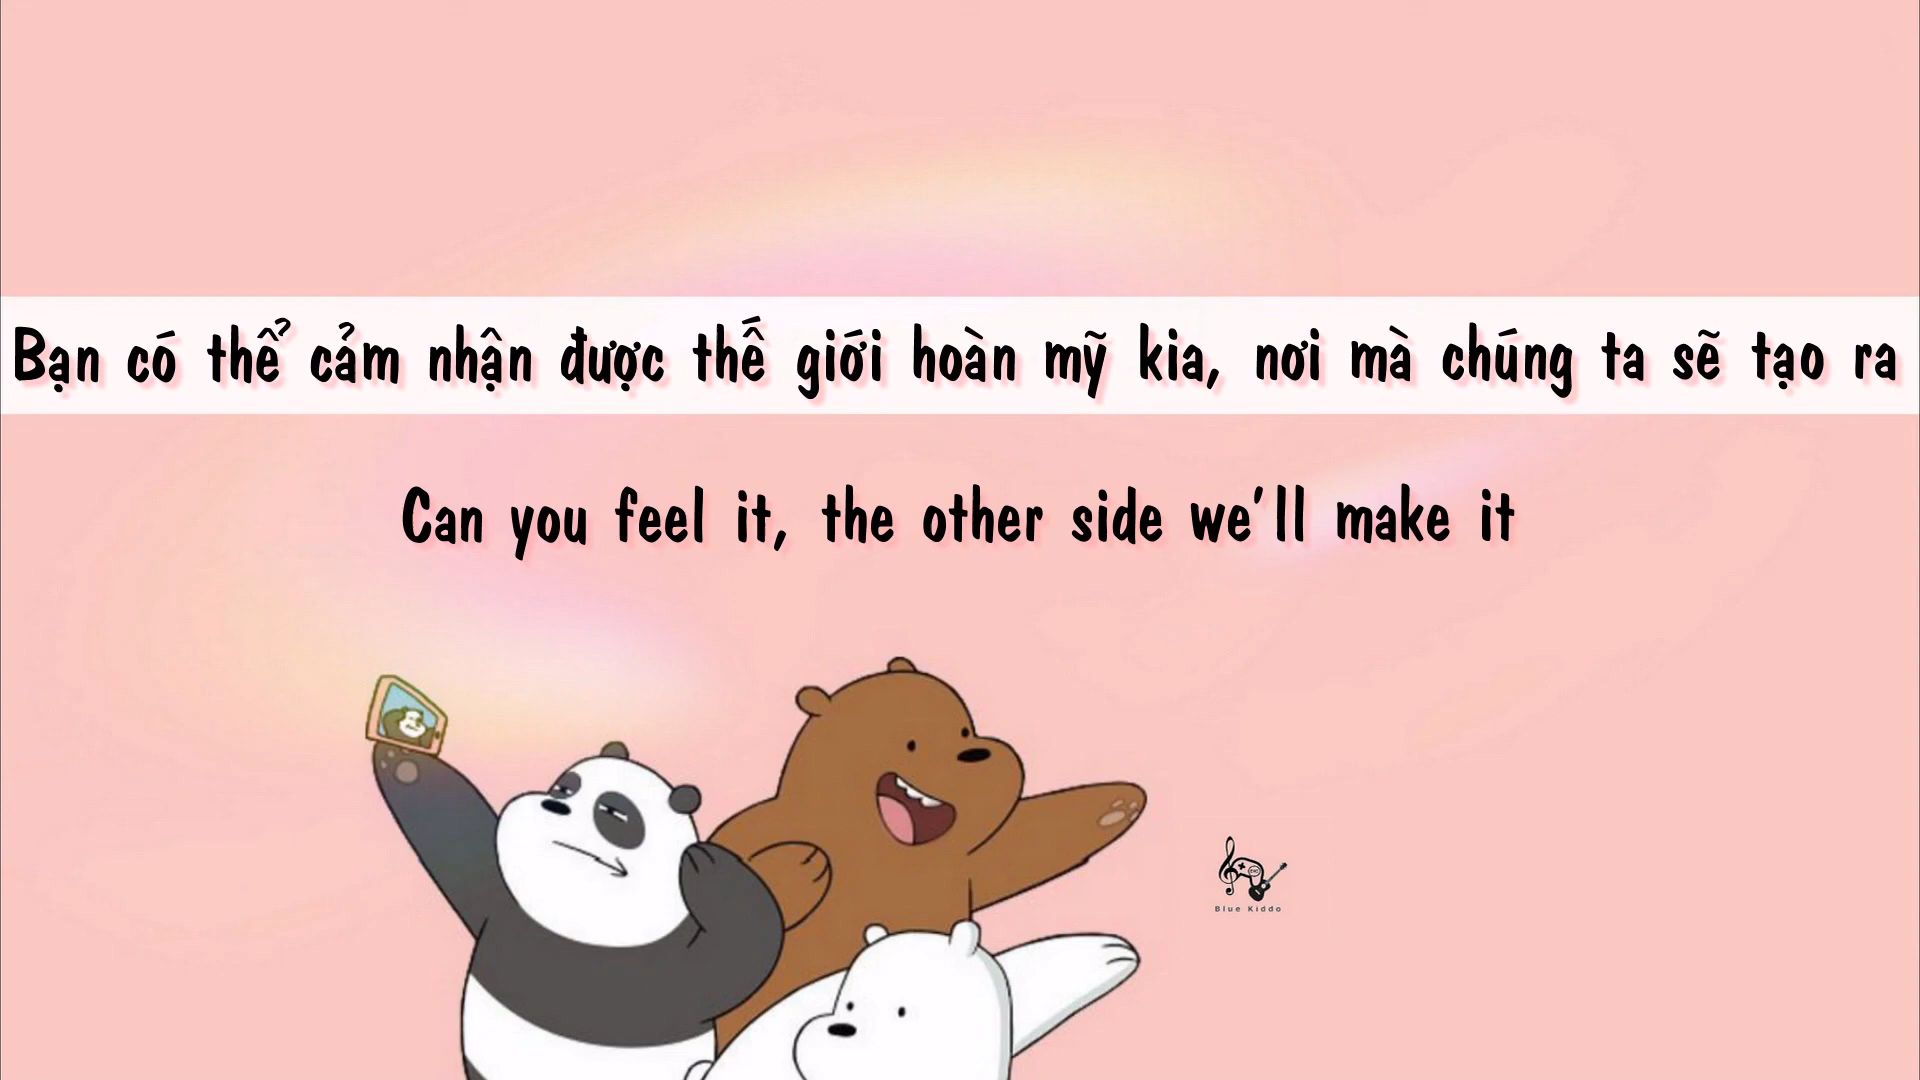 Bạn có thể cảm nhận được thế giới hoàn mỹ kia, nơi mà chúng ta sẽ tạo ra
Can you feel it, the other side we'll make it
Blue Kiddo